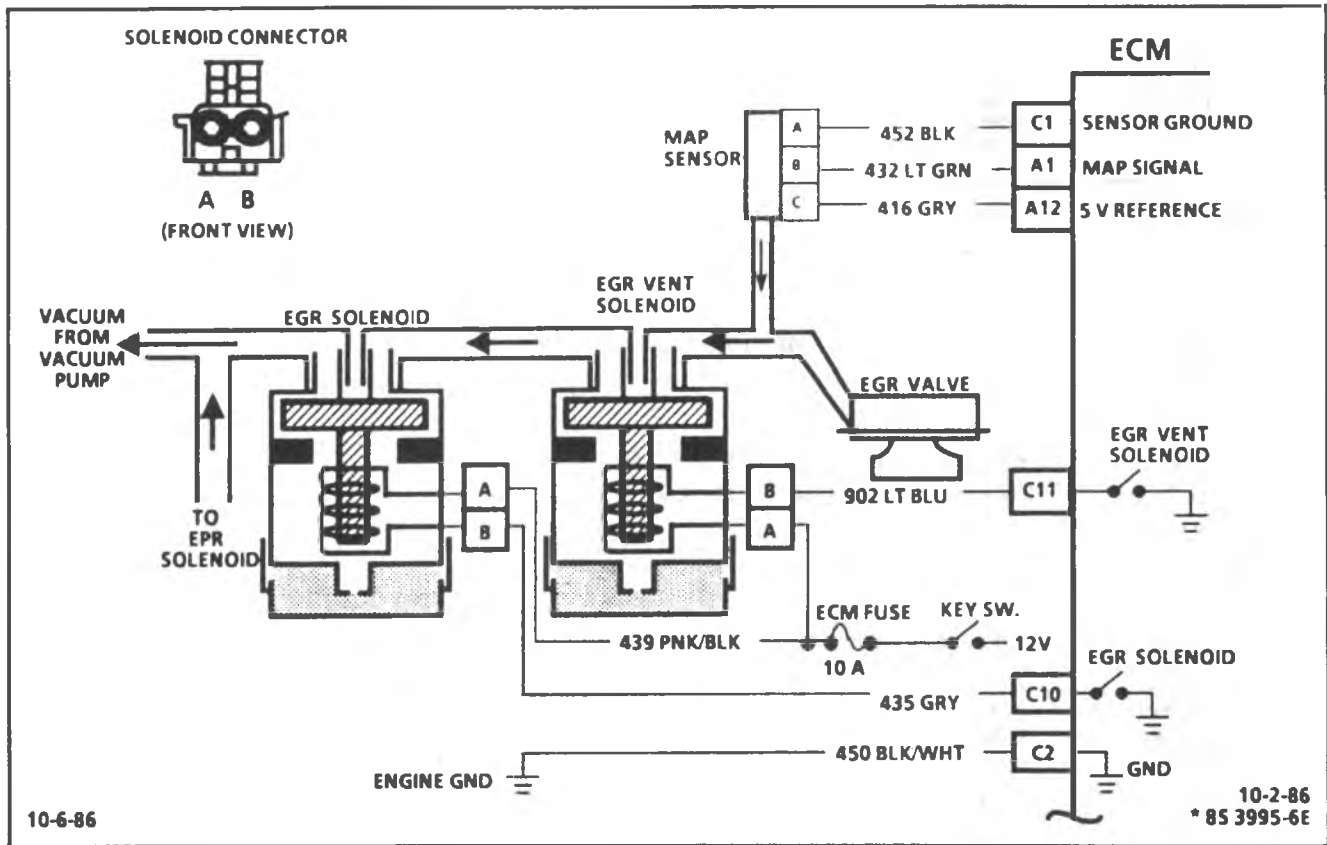 SOLENOID CONNECTOR
A B
(FRONT VIEW)
ECM
MAP
SENSOR
A
452 BLK
C1
SENSOR GROUND
B
432 LT GRN
A1
MAP SIGNAL
C
416 GRY
A12
5 V REFERENCE
VACUUM
FROM
VACUUM
PUMP
EGR SOLENOID
EGR VENT
SOLENOID
EGR VALVE
TO
EPR
SOLENOID
A
B
B
A
902 LT BLU
C11
EGR VENT
SOLENOID
439 PNK/BLK
ECM FUSE
10 A
KEY SW.
12V
435 GRY
C10
EGR SOLENOID
450 BLK/WHT
C2
GND
ENGINE GND
10-6-86
10-2-86
* 8S 3995-6E